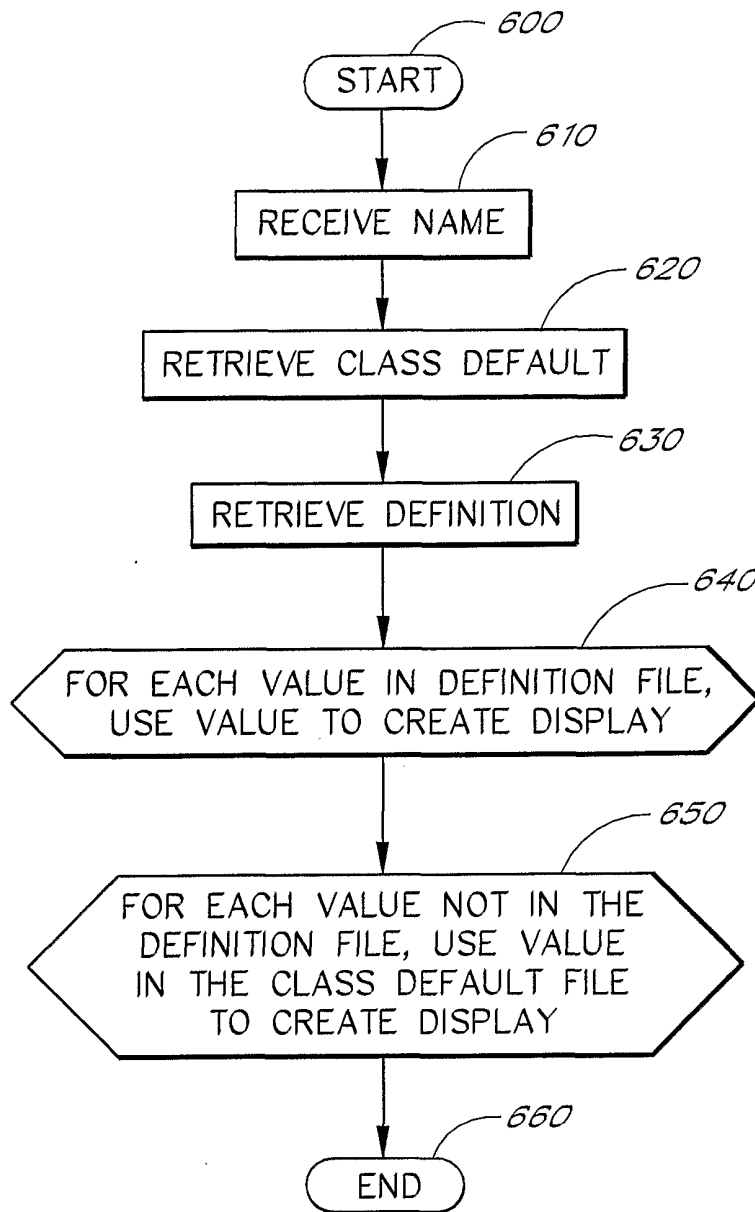 600
START
610
RECEIVE NAME
620
RETRIEVE CLASS DEFAULT
630
RETRIEVE DEFINITION
640
FOR EACH VALUE IN DEFINITION FILE,
USE VALUE TO CREATE DISPLAY
650
FOR EACH VALUE NOT IN THE
DEFINITION FILE, USE VALUE
IN THE CLASS DEFAULT FILE
TO CREATE DISPLAY
660
END